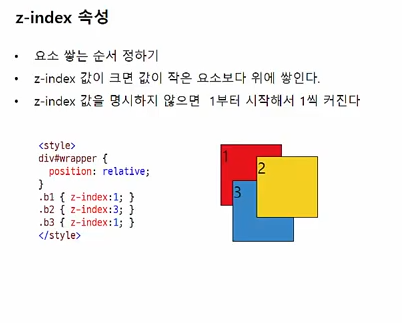 z-index 속성
• 요소 쌓는 순서 정하기
• z-index 값이 크면 값이 작은 요소보다 위에 쌓인다.
• z-index 값을 명시하지 않으면 1부터 시작해서 1씩 커진다
<style>
div#wrapper {
position: relative;
}
.b1 { z-index:1; }
.b2 { z-index:3; }
.b3 { z-index:1; }
</style>
1
2
3